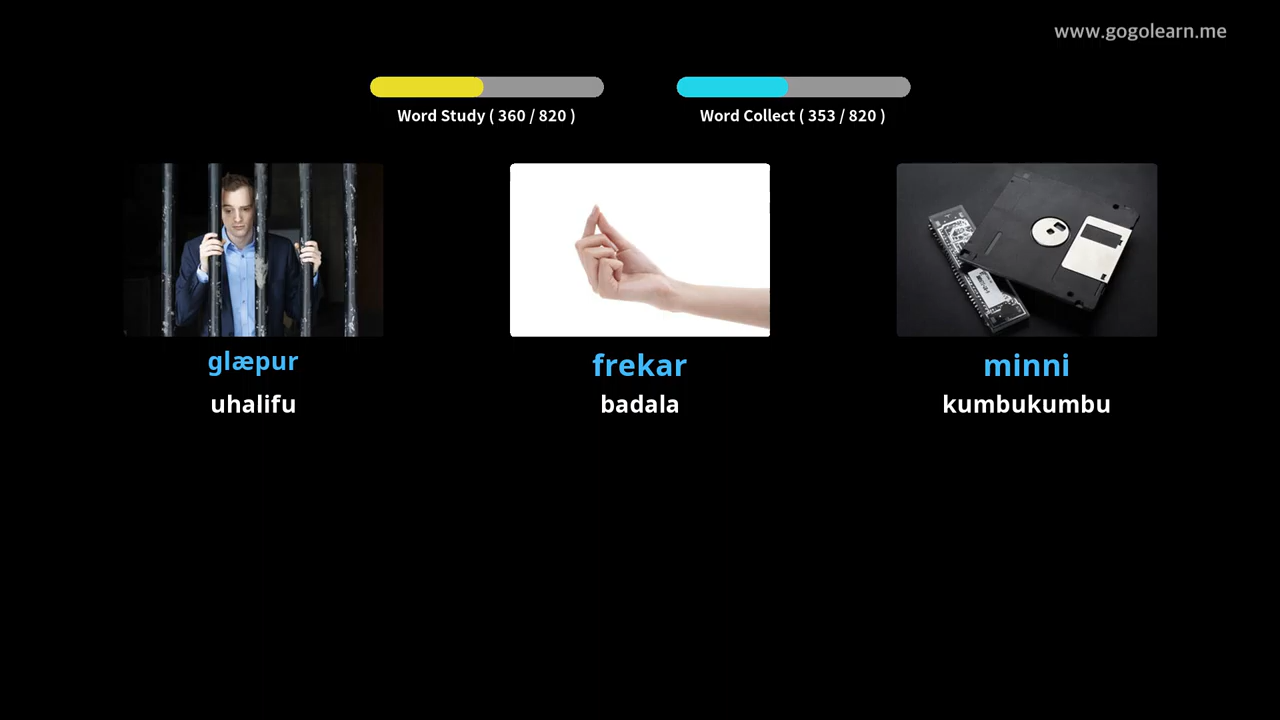 www.gogolearn.me
Word Study ( 360 / 820 )
Word Collect ( 353 / 820 )
glæpur
frekar
minni
uhalifu
badala
kumbukumbu